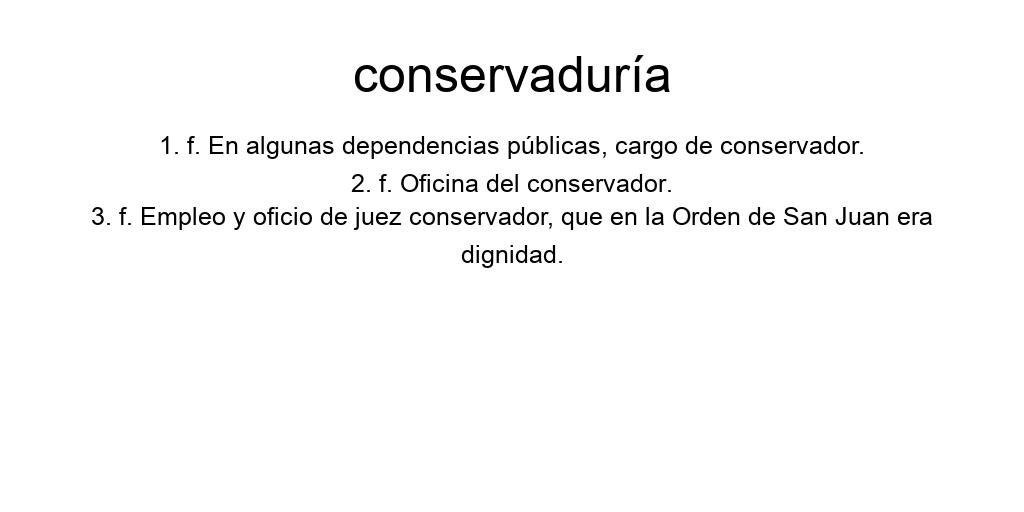 conservaduría
1. f. En algunas dependencias públicas, cargo de conservador.
2. f. Oficina del conservador.
3. f. Empleo y oficio de juez conservador, que en la Orden de San Juan era
dignidad.